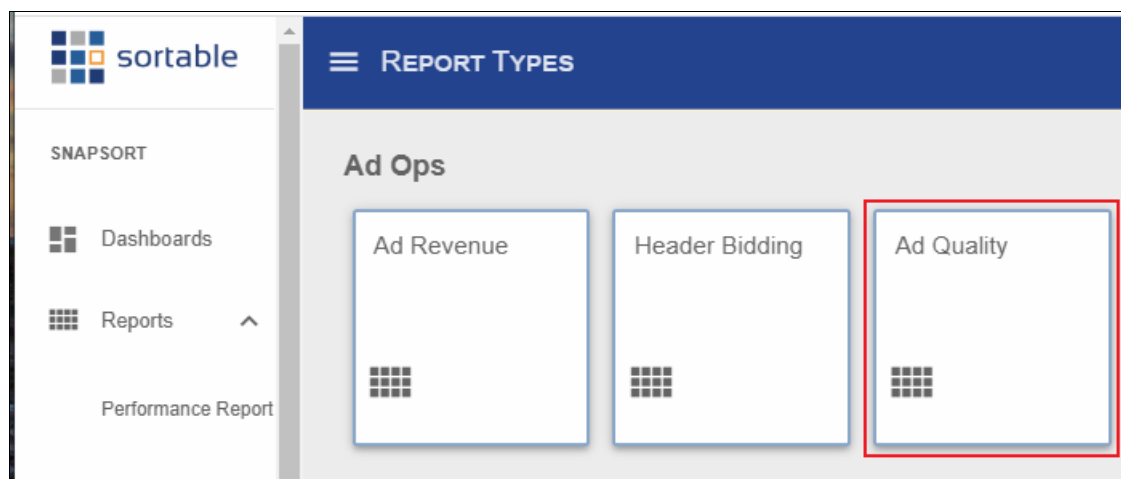 sortable
REPORT TYPES
SNAPSORT
Ad Ops
Dashboards
Ad Revenue
Header Bidding
Ad Quality
Reports
Performance Report